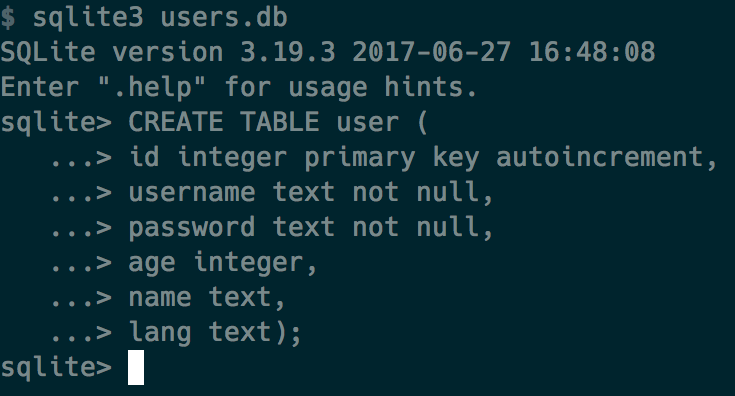 $ sqlite3 users.db
SQLite version 3.19.3 2017-06-27 16:48:08
Enter ".help" for usage hints.
sqlite> CREATE TABLE user (
   ...> id integer primary key autoincrement,
   ...> username text not null,
   ...> password text not null,
   ...> age integer,
   ...> name text,
   ...> lang text);
sqlite>